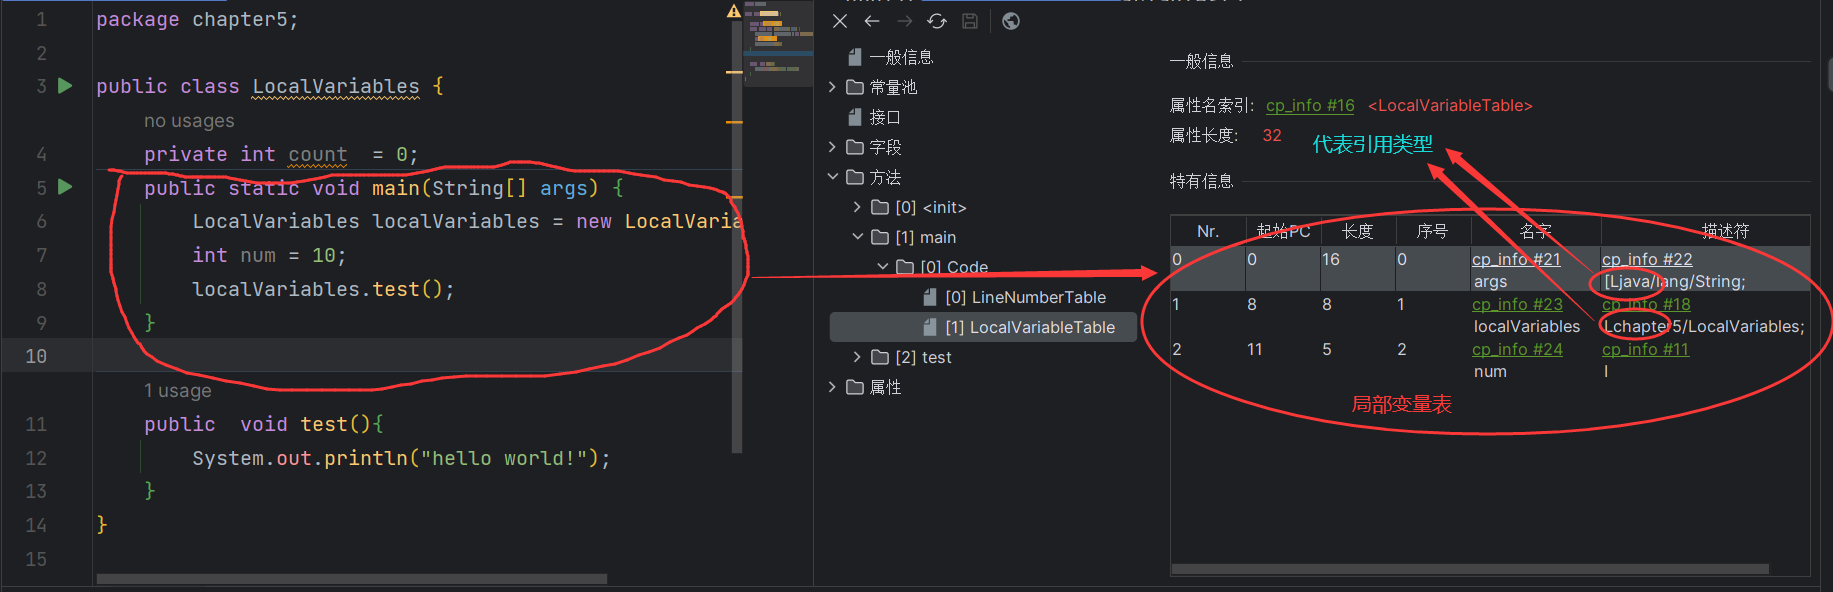 1 package chapter5;
2
3 public class LocalVariables {
no usages
4 private int count  = 0;
5 public static void main(String[] args) {
6 LocalVariables localVariables = new LocalVaria
7 int num = 10;
8 localVariables.test();
9 }
10
1 usage
11 public  void test(){
12 System.out.println("hello world!");
13 }
14 }
15
一般信息
常量池
接口
字段
方法
[0] <init>
[1] main
[0] Code
[0] LineNumberTable
[1] LocalVariableTable
[2] test
属性
一般信息
属性名索引: cp_info #16 <LocalVariableTable>
属性长度: 32
代表引用类型
特有信息
Nr. 起始PC 长度 序号 名字 描述符
0 0 16 0 cp_info #21 cp_info #22
args [Ljava/lang/String;
1 8 8 1 cp_info #23 cp_info #18
localVariables Lchapter5/LocalVariables;
2 11 5 2 cp_info #24 cp_info #11
num I
局部变量表